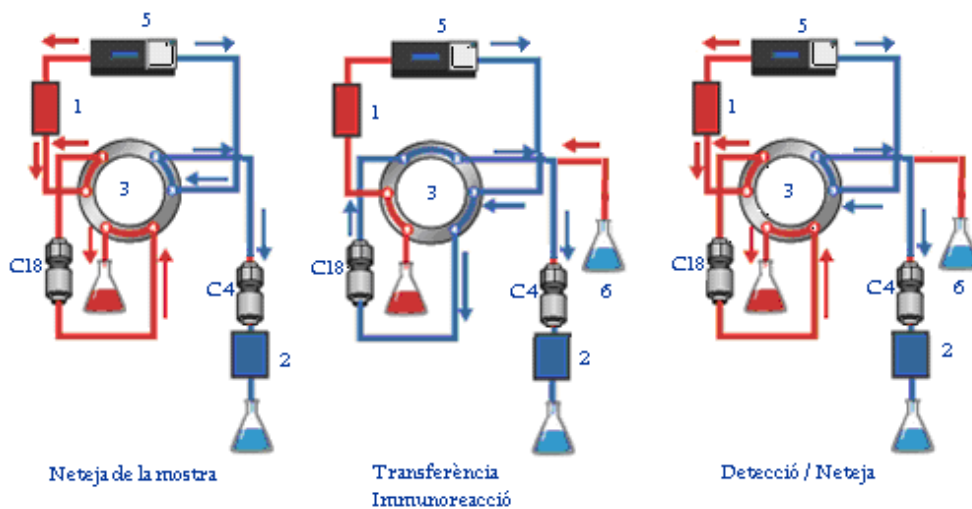 5
1
3
C18
C4
2
Neteja de la mostra
5
1
3
C18
C4
6
2
Transferència
Immunoreacció
5
1
3
C18
C4
6
2
Detecció / Neteja